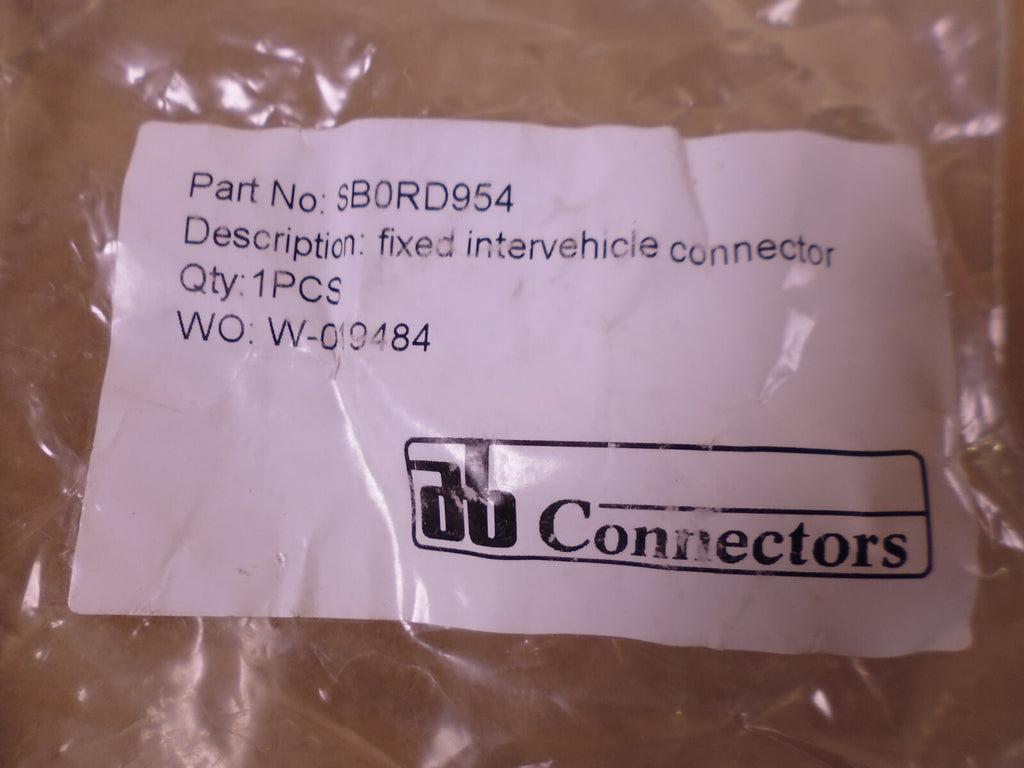 Part No: SB0RD954
Description: fixed intervehicle connector
Qty: 1PCS
WO: W-019484
ab Connectors